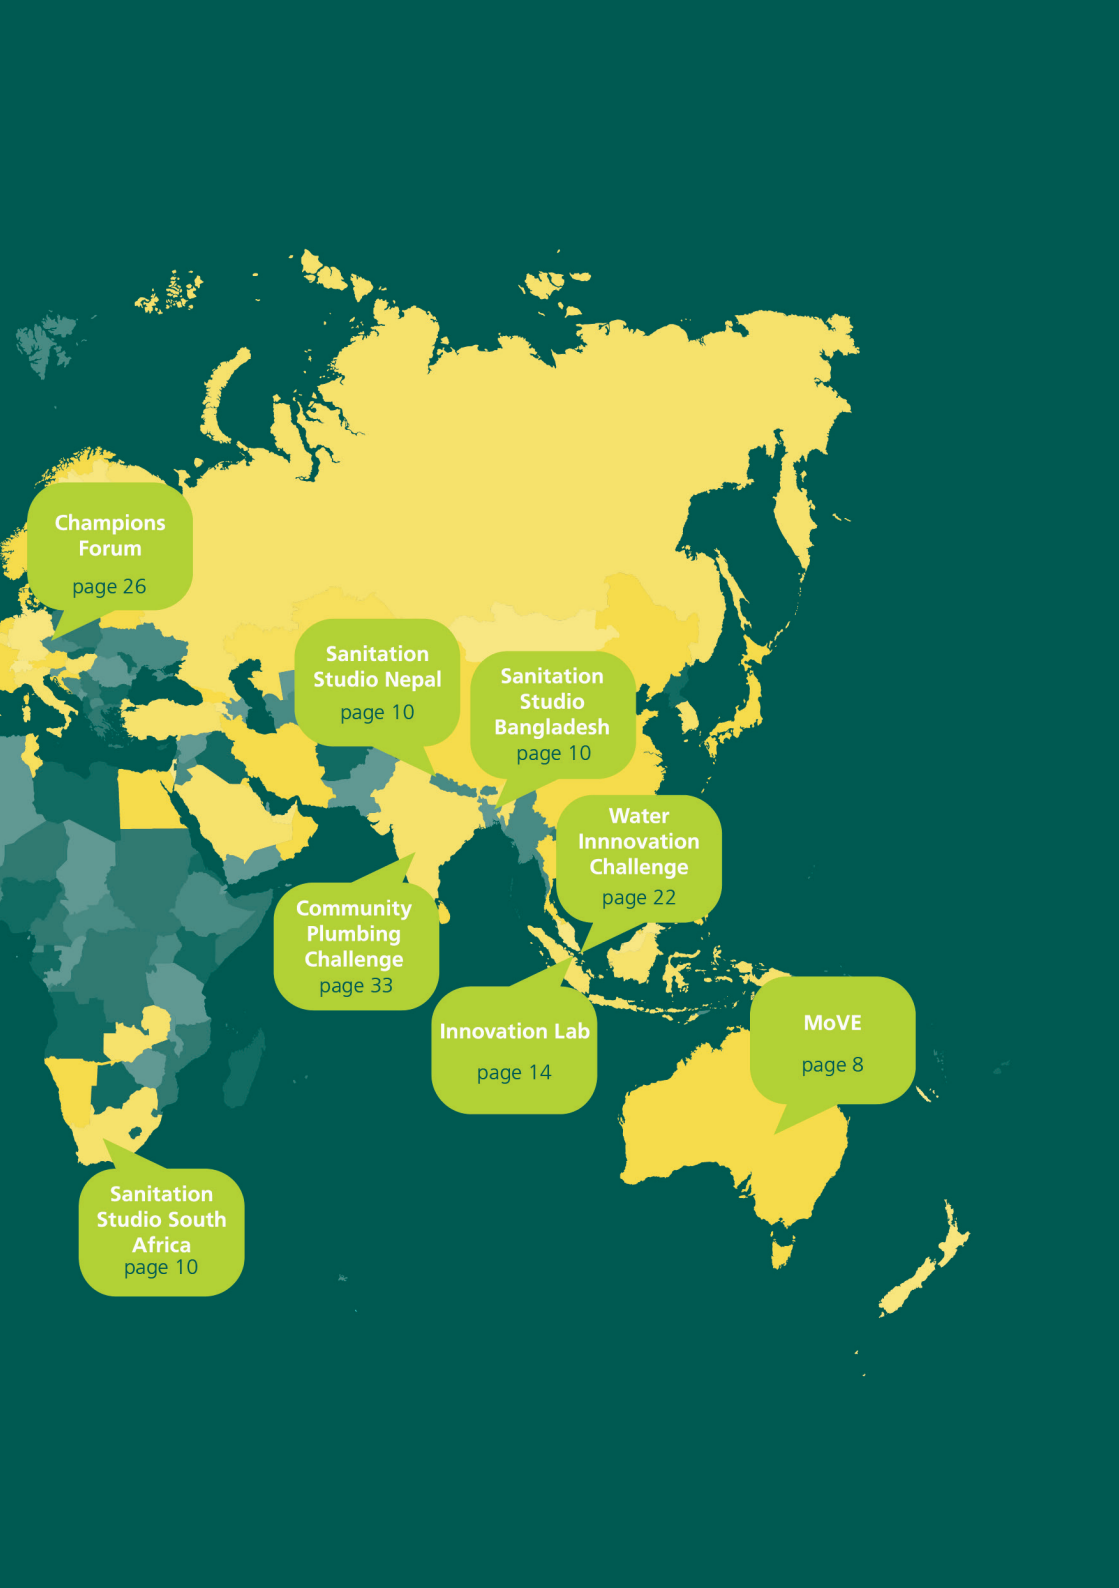 Champions
Forum
page 26
Sanitation
Studio Nepal
page 10
Sanitation
Studio
Bangladesh
page 10
Water
Innnovation
Challenge
page 22
Community
Plumbing
Challenge
page 33
Innovation Lab
page 14
MoVE
page 8
Sanitation
Studio South
Africa
page 10